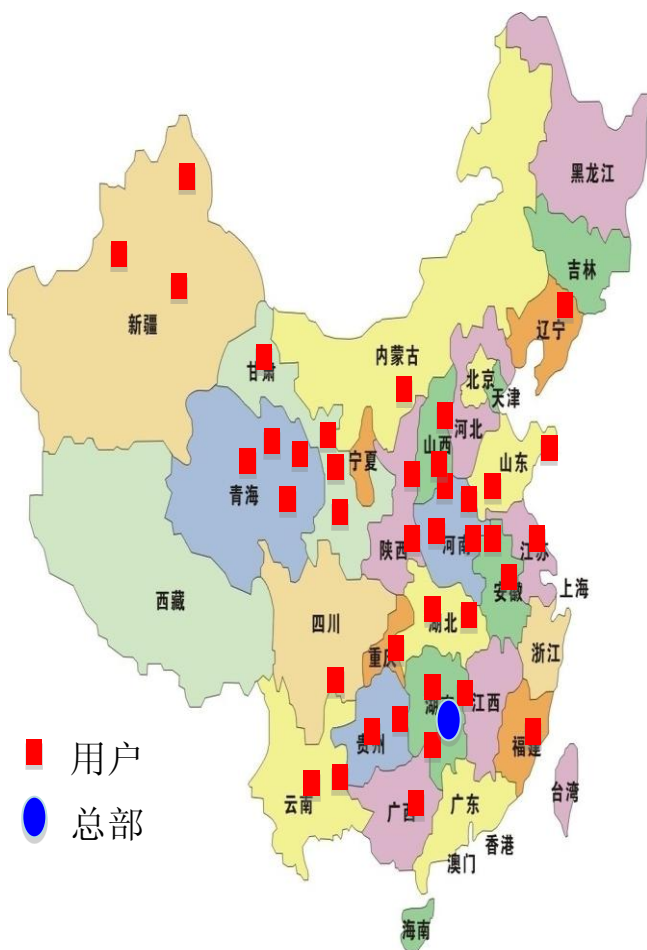 黑龙江
吉林
辽宁
新疆
内蒙古
甘肃
北京
天津
河北
山西
山东
宁夏
青海
陕西
河南
江苏
安徽
上海
西藏
四川
湖北
重庆
浙江
江西
贵州
福建
用户
云南
广西
广东
台湾
总部
香港
澳门
海南